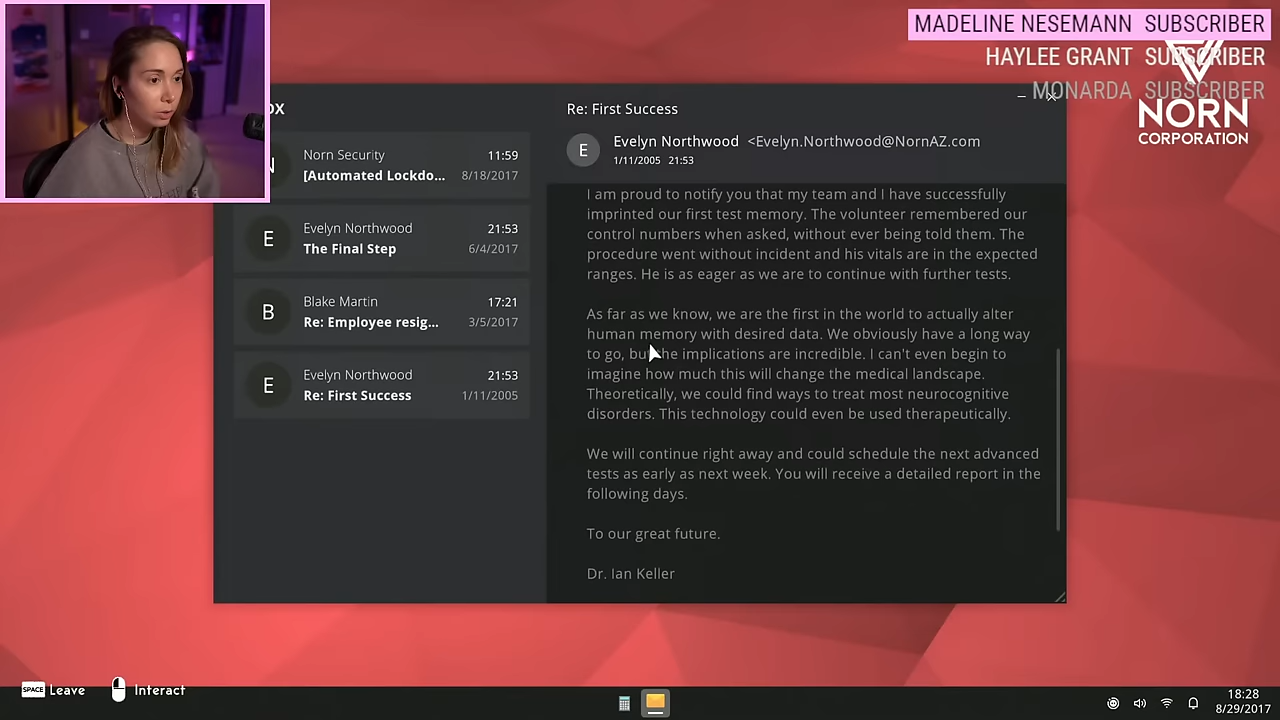 MADELINE NESEMANN SUBSCRIBER
HAYLEE GRANT SUBSCRIBER
MONARDA SUBSCRIBER
NORN
CORPORATION
Norn Security 11:59
[Automated Lockdo... 8/18/2017
E
Evelyn Northwood 21:53
The Final Step 6/4/2017
B
Blake Martin 17:21
Re: Employee resig... 3/5/2017
E
Evelyn Northwood 21:53
Re: First Success 1/11/2005
Re: First Success
E
Evelyn Northwood <Evelyn.Northwood@NornAZ.com
1/11/2005 21:53
I am proud to notify you that my team and I have successfully
imprinted our first test memory. The volunteer remembered our
control numbers when asked, without ever being told them. The
procedure went without incident and his vitals are in the expected
ranges. He is as eager as we are to continue with further tests.
As far as we know, we are the first in the world to actually alter
human memory with desired data. We obviously have a long way
to go, but the implications are incredible. I can't even begin to
imagine how much this will change the medical landscape.
Theoretically, we could find ways to treat most neurocognitive
disorders. This technology could even be used therapeutically.
We will continue right away and could schedule the next advanced
tests as early as next week. You will receive a detailed report in the
following days.
To our great future.
Dr. Ian Keller
SPACE Leave Interact
18:28
8/29/2017